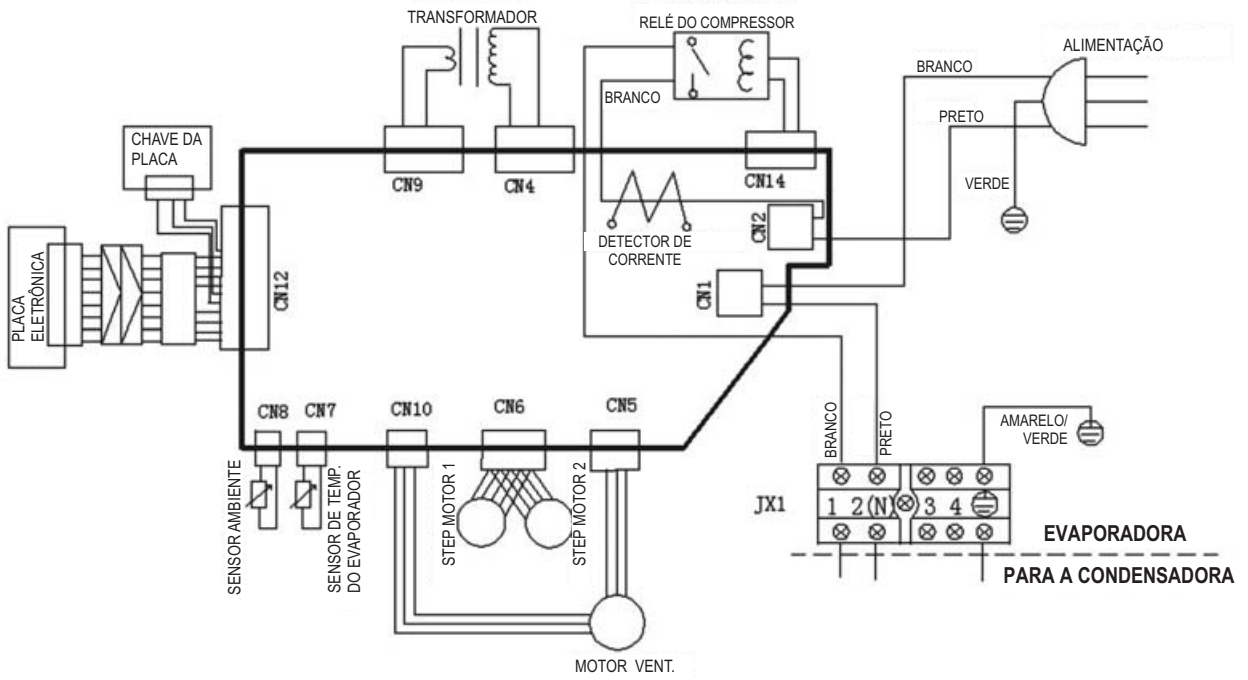 TRANSFORMADOR
RELÉ DO COMPRESSOR
ALIMENTAÇÃO
BRANCO
BRANCO
PRETO
CHAVE DA
PLACA
CN9
CN4
CN14
VERDE
CN2
DETECTOR DE
CORRENTE
CN1
PLACA
ELETRÔNICA
CN12
CN8
CN7
CN10
CN6
CN5
BRANCO
PRETO
AMARELO/
VERDE
SENSOR AMBIENTE
SENSOR DE TEMP.
DO EVAPORADOR
STEP MOTOR 1
STEP MOTOR 2
JX1
1 2(N) 3 4
EVAPORADORA
PARA A CONDENSADORA
MOTOR VENT.